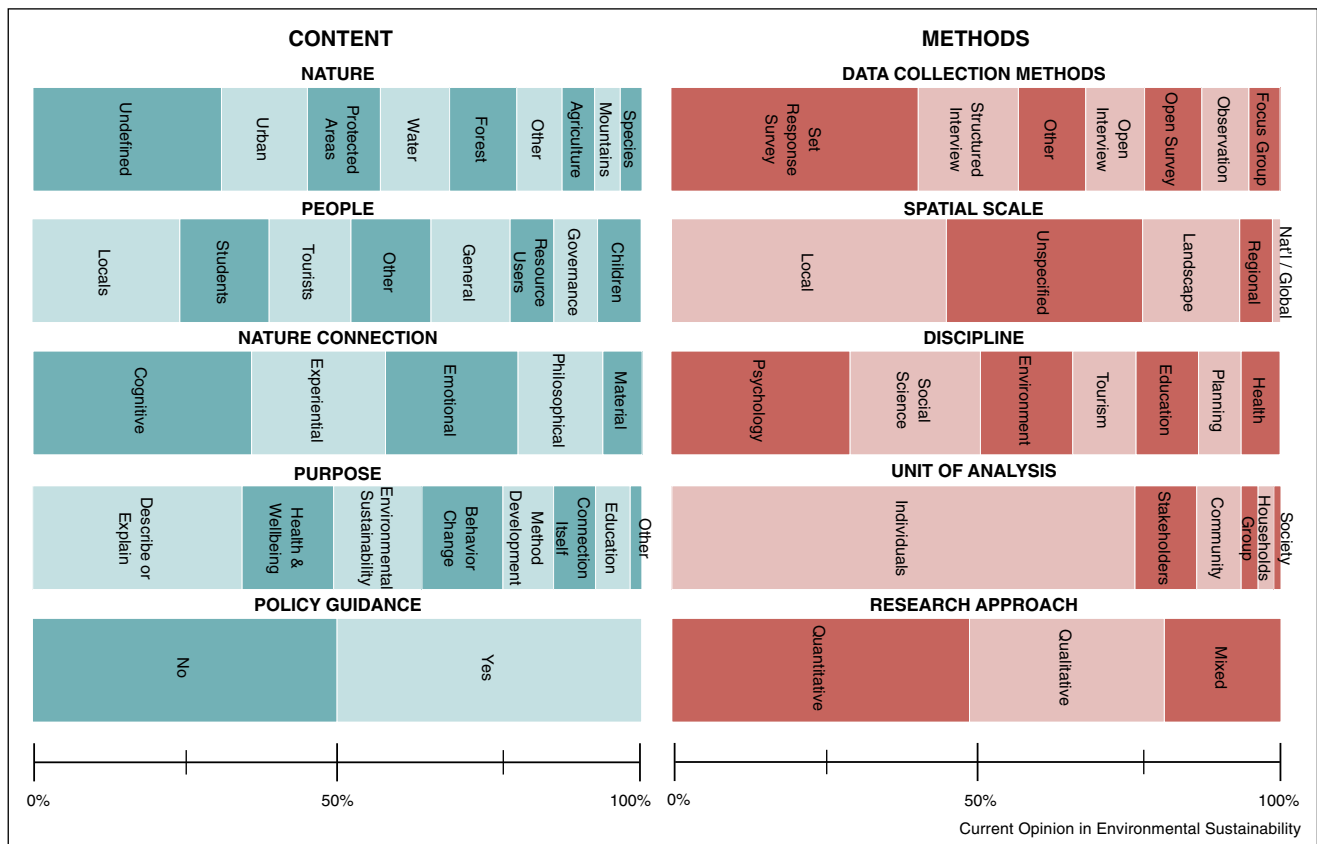 CONTENT
NATURE
Undefined
Urban
Protected
Areas
Water
Forest
Other
Agriculture
Mountains
Species
PEOPLE
Locals
Students
Tourists
Other
General
Resource
Users
Governance
Children
NATURE CONNECTION
Cognitive
Experiential
Emotional
Philosophical
Material
PURPOSE
Describe or
Explain
Health &
Wellbeing
Environmental
Sustainability
Behavior
Change
Method
Development
Connection
Itself
Education
Other
POLICY GUIDANCE
No
Yes
0%
50%
100%
METHODS
DATA COLLECTION METHODS
Set
Response
Survey
Structured
Interview
Other
Open
Interview
Open Survey
Observation
Focus Group
SPATIAL SCALE
Local
Unspecified
Landscape
Regional
Nat'l / Global
DISCIPLINE
Psychology
Social
Science
Environment
Tourism
Education
Planning
Health
UNIT OF ANALYSIS
Individuals
Stakeholders
Community
Group
Households
Society
RESEARCH APPROACH
Quantitative
Qualitative
Mixed
0%
50%
100%
Current Opinion in Environmental Sustainability